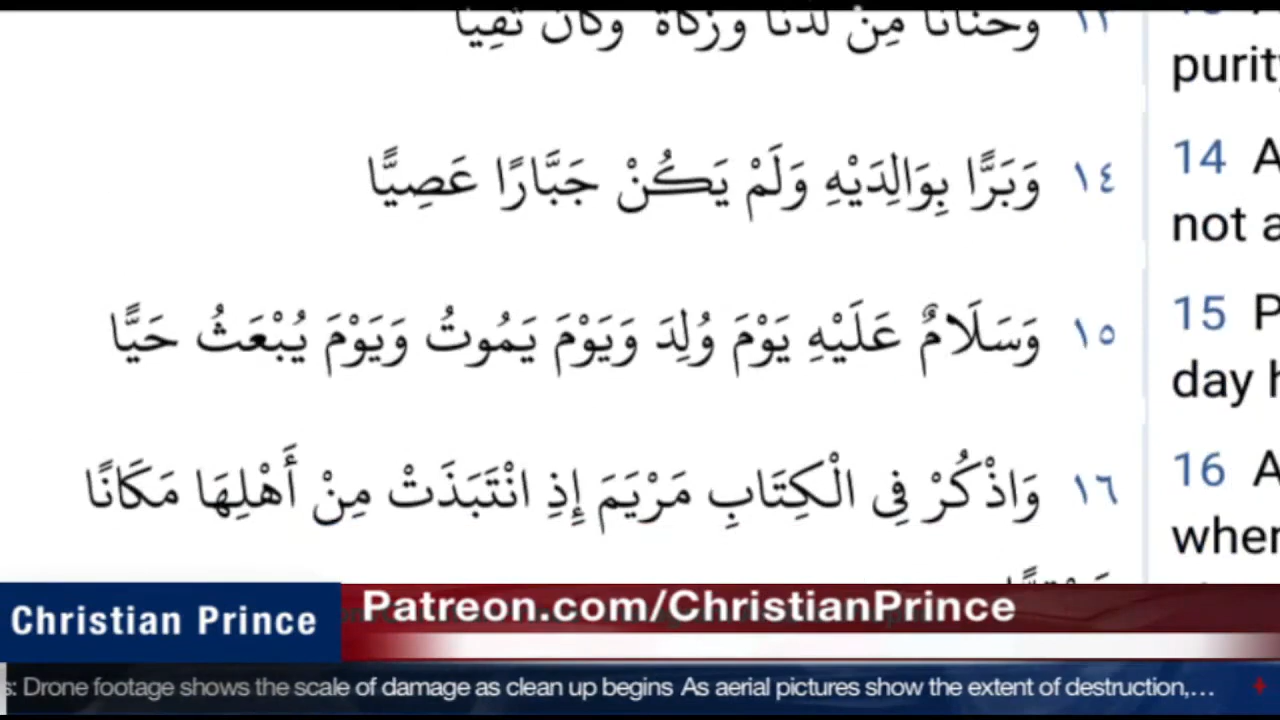 ١٣ وَحَنَانًا مِنْ لَدُنَّا وَزَكَاةً وَكَانَ تَقِيًّا
purity
١٤ وَبَرًّا بِوَالِدَيْهِ وَلَمْ يَكُنْ جَبَّارًا عَصِيًّا
14 A
not a
١٥ وَسَلَامٌ عَلَيْهِ يَوْمَ وُلِدَ وَيَوْمَ يَمُوتُ وَيَوْمَ يُبْعَثُ حَيًّا
15 P
day h
١٦ وَاذْكُرْ فِى الْكِتَابِ مَرْيَمَ إِذِ انْتَبَذَتْ مِنْ أَهْلِهَا مَكَانًا
16 A
when
Christian Prince
Patreon.com/ChristianPrince
s: Drone footage shows the scale of damage as clean up begins As aerial pictures show the extent of destruction,...